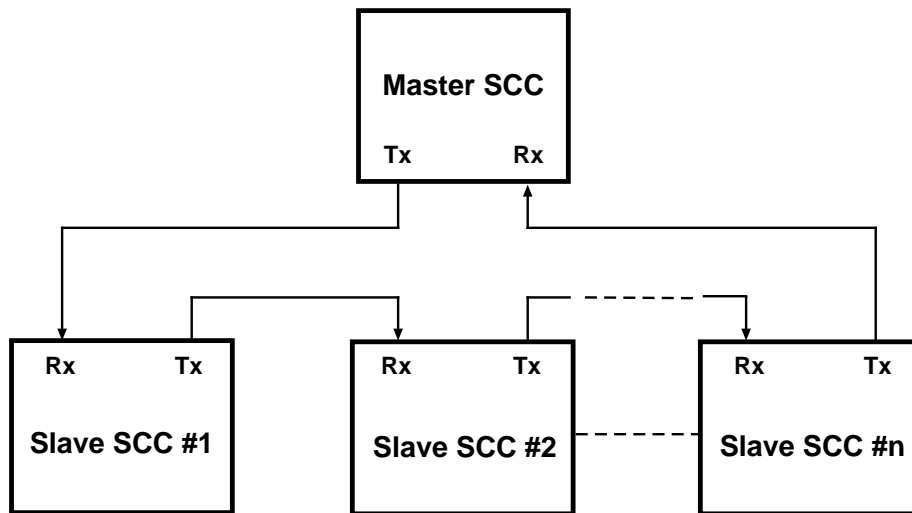 Master SCC
Tx Rx
Rx Tx Rx Tx Rx Tx
Slave SCC #1 Slave SCC #2 Slave SCC #n